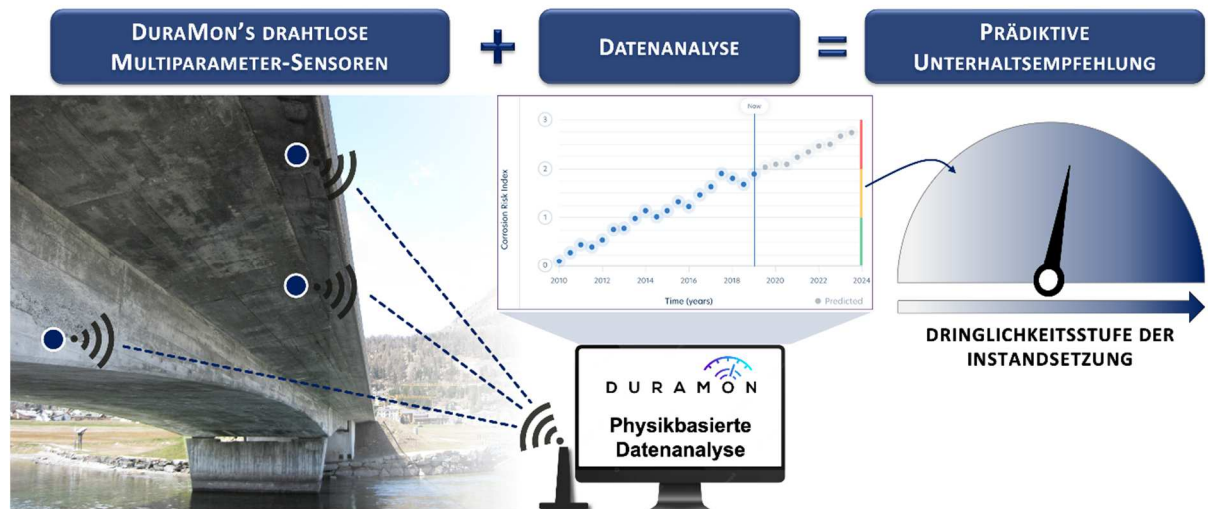 DURAMON'S DRAHTLOSE
MULTIPARAMETER-SENSOREN
+
DATENANALYSE
=
PRÄDIKTIVE
UNTERHALTSEMPFEHLUNG
Now
3
2
1
0
Corrosion Risk Index
2010
2012
2014
2016
2018
2020
2022
2024
Time (years)
Predicted
DRINGLICHKEITSSTUFE DER
INSTANDSETZUNG
DURAMON
Physikbasierte
Datenanalyse